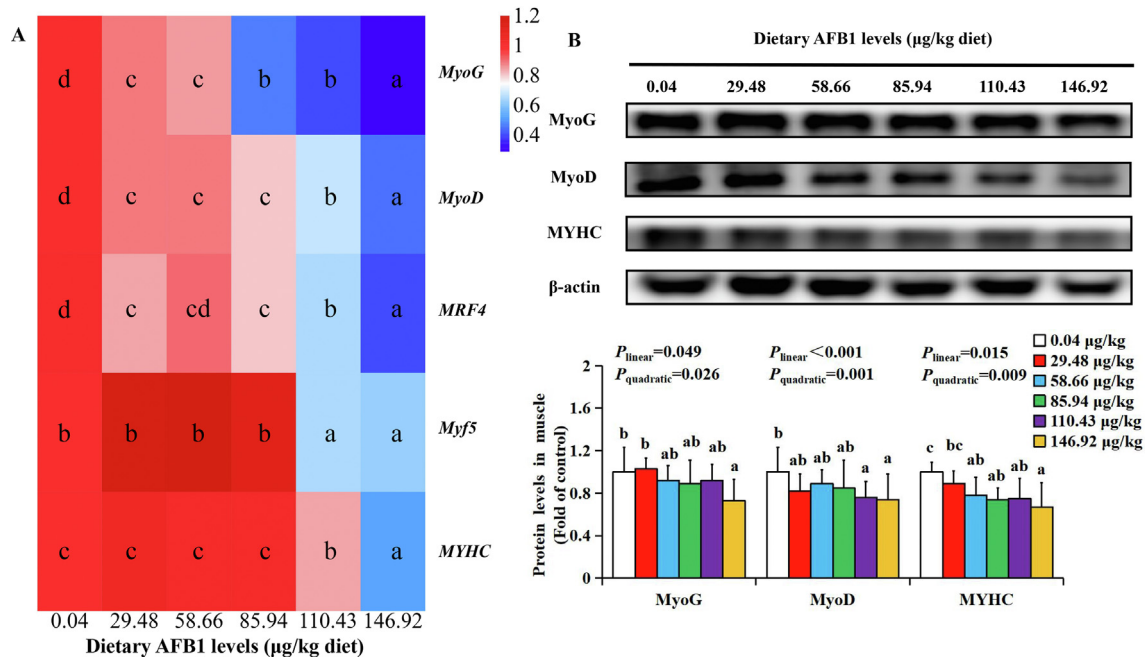 A
1.2
1
0.8
0.6
0.4
d c c b b a MyoG
d c c c b a MyoD
d c cd c b a MRF4
b b b b a a Myf5
c c c c b a MYHC
0.04 29.48 58.66 85.94 110.43 146.92
Dietary AFB1 levels (μg/kg diet)
B
Dietary AFB1 levels (μg/kg diet)
0.04 29.48 58.66 85.94 110.43 146.92
MyoG
MyoD
MYHC
β-actin
Protein levels in muscle
(Fold of control)
2
1.6
1.2
0.8
0.4
0
Plinear=0.049
Pquadratic=0.026
Plinear<0.001
Pquadratic=0.001
Plinear=0.015
Pquadratic=0.009
b b ab ab ab a
b ab ab ab a a
c bc ab ab ab a
MyoG MyoD MYHC
0.04 μg/kg
29.48 μg/kg
58.66 μg/kg
85.94 μg/kg
110.43 μg/kg
146.92 μg/kg